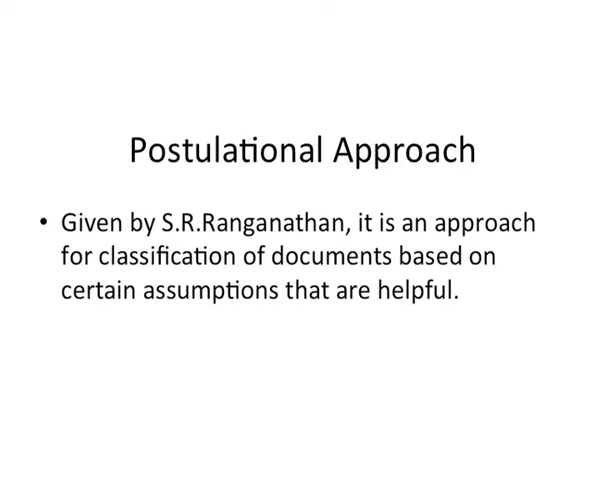 Postulational Approach
• Given by S.R.Ranganathan, it is an approach
for classification of documents based on
certain assumptions that are helpful.